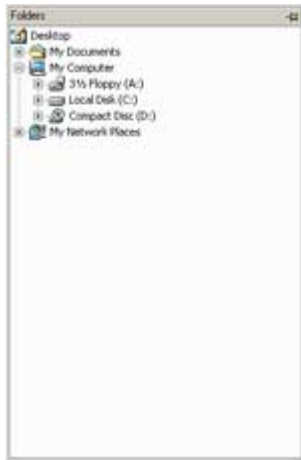 Folders
Desktop
My Documents
My Computer
3½ Floppy (A:)
Local Disk (C:)
Compact Disc (D:)
My Network Places